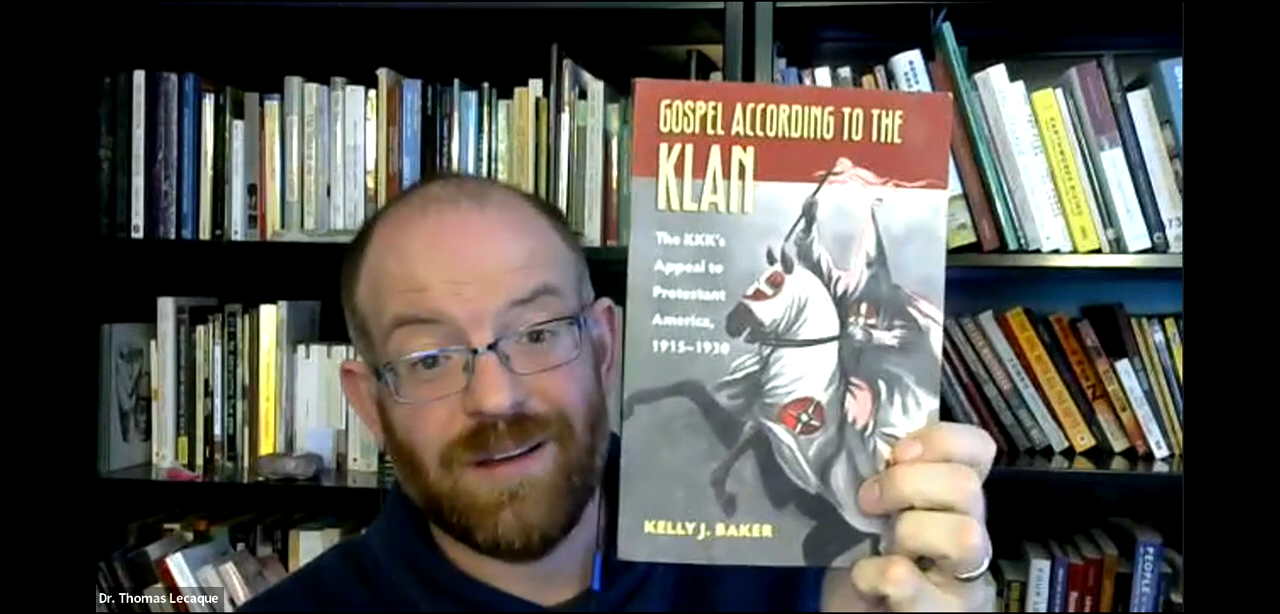 GOSPEL ACCORDING TO THE
KLAN
The KKK's
Appeal to
Protestant
America,
1915–1930
KELLY J. BAKER
Dr. Thomas Lecaque